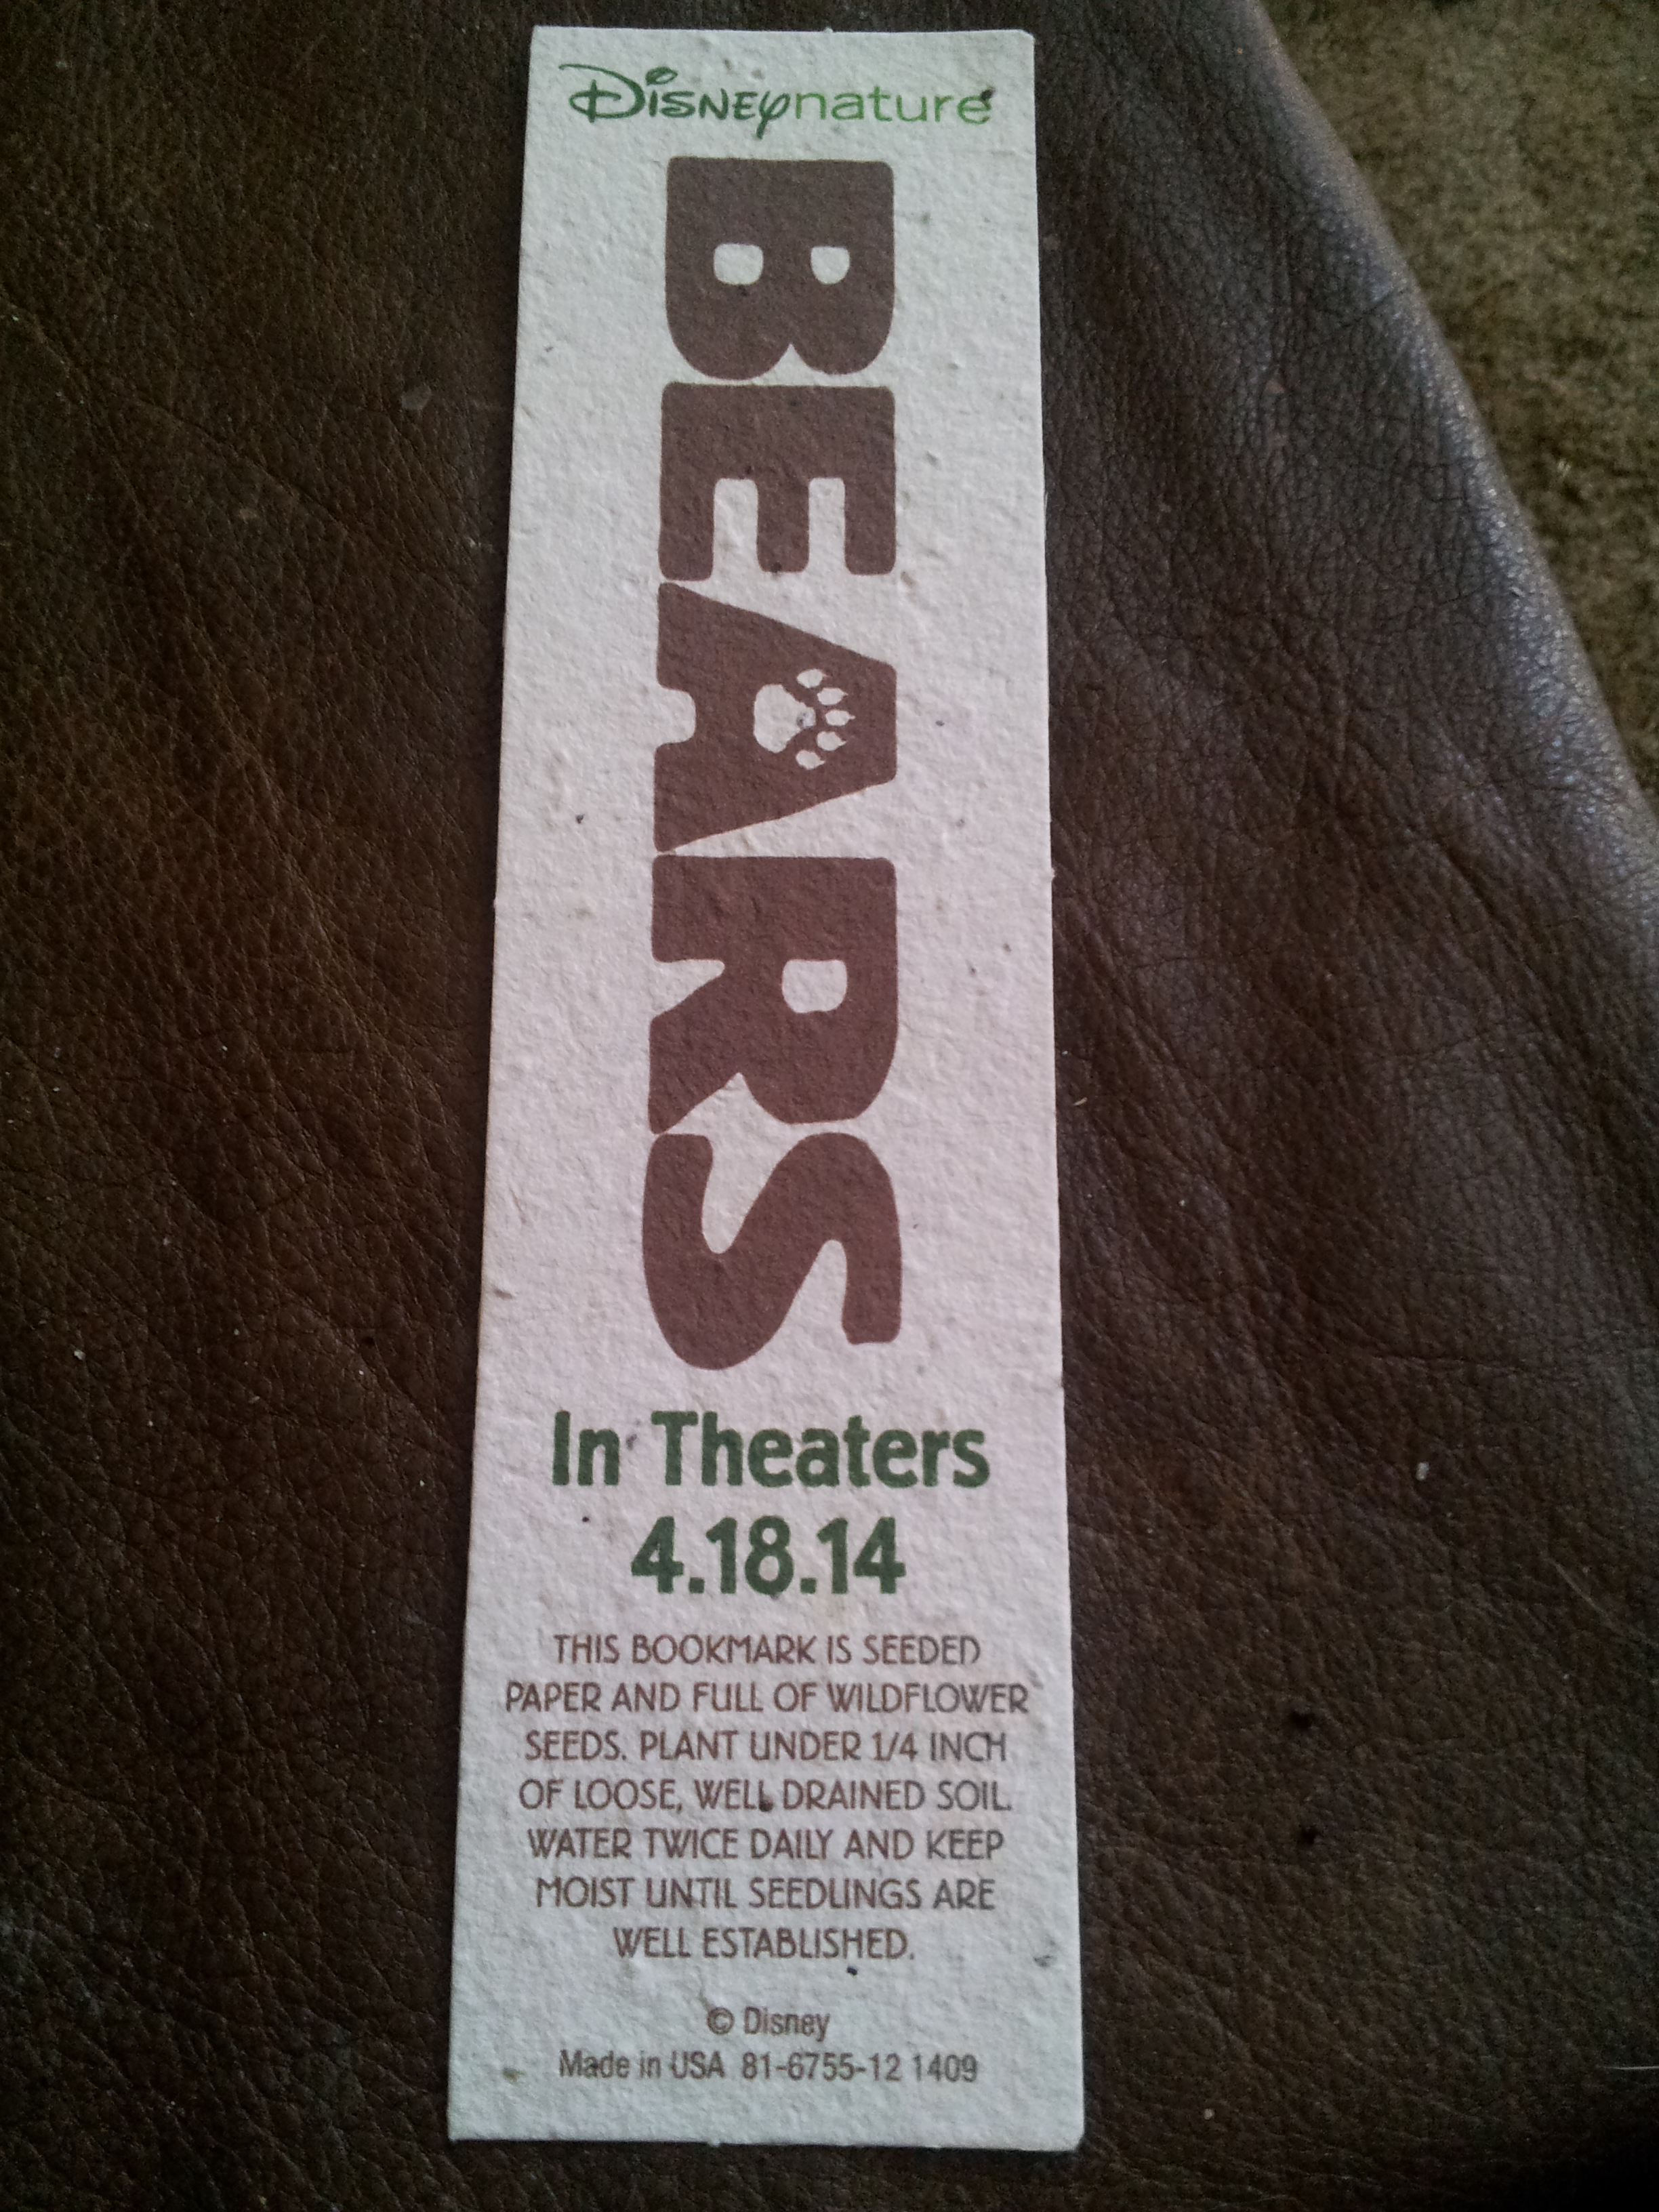 Disneynature
BEARS
In Theaters
4.18.14
THIS BOOKMARK IS SEEDED
PAPER AND FULL OF WILDFLOWER
SEEDS. PLANT UNDER 1/4 INCH
OF LOOSE, WELL DRAINED SOIL.
WATER TWICE DAILY AND KEEP
MOIST UNTIL SEEDLINGS ARE
WELL ESTABLISHED.
© Disney
Made in USA 81-6755-12 1409